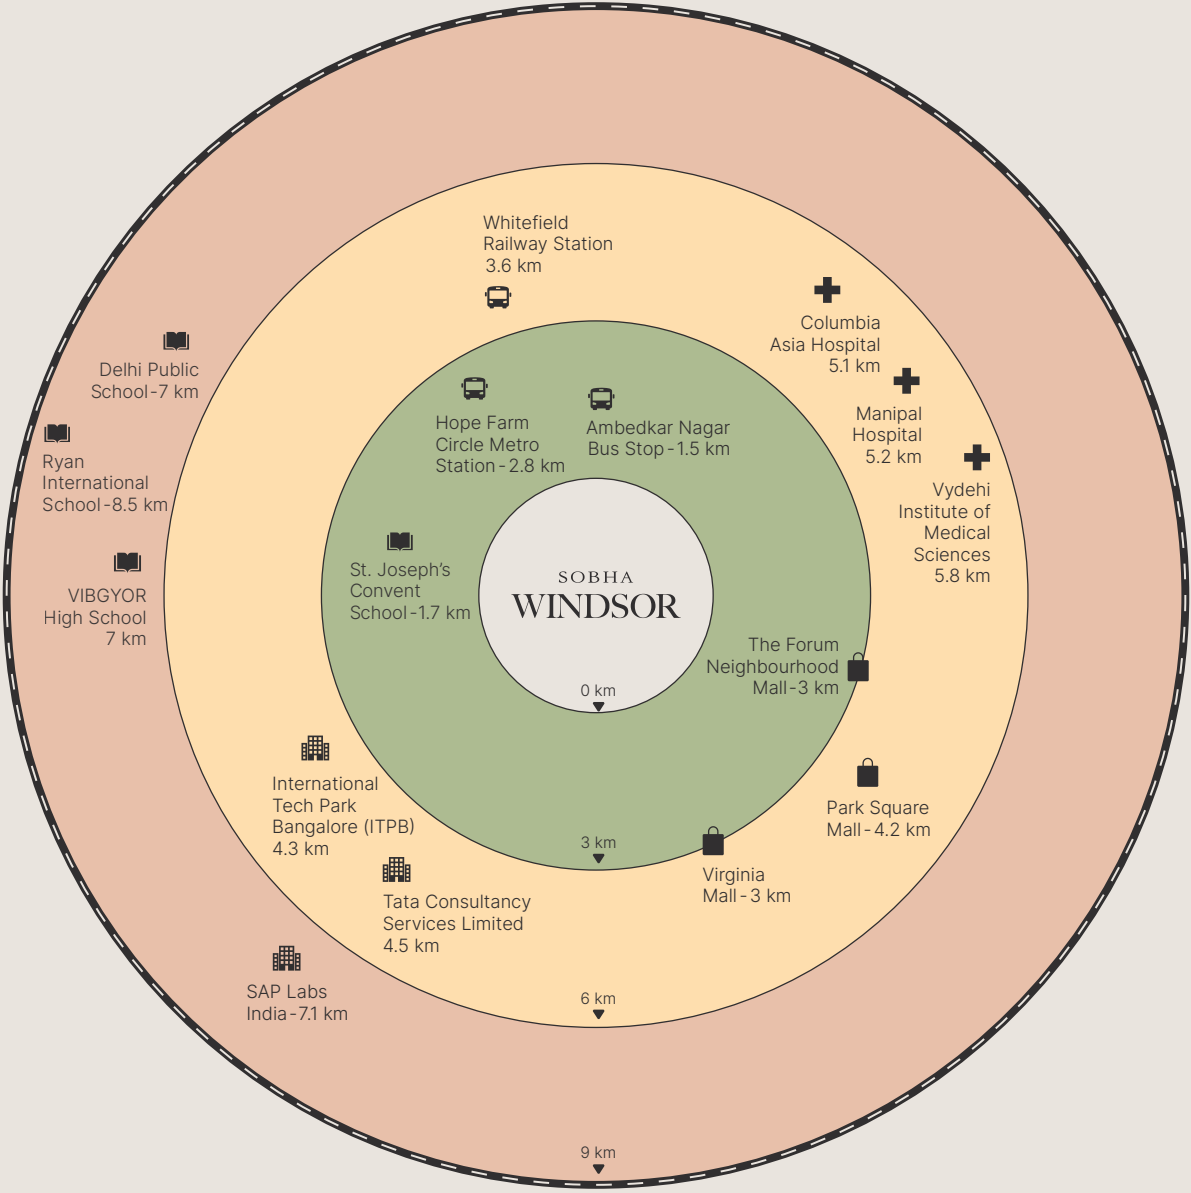 Whitefield
Railway Station
3.6 km
Columbia
Asia Hospital
5.1 km
Delhi Public
School-7 km
Manipal
Hospital
5.2 km
Hope Farm
Circle Metro
Station-2.8 km
Ambedkar Nagar
Bus Stop-1.5 km
Ryan
International
School-8.5 km
Vydehi
Institute of
Medical
Sciences
5.8 km
St. Joseph's
Convent
School-1.7 km
SOBHA
WINDSOR
VIBGYOR
High School
7 km
The Forum
Neighbourhood
Mall-3 km
0 km
International
Tech Park
Bangalore (ITPB)
4.3 km
Park Square
Mall-4.2 km
3 km
Virginia
Mall-3 km
Tata Consultancy
Services Limited
4.5 km
SAP Labs
India-7.1 km
6 km
9 km